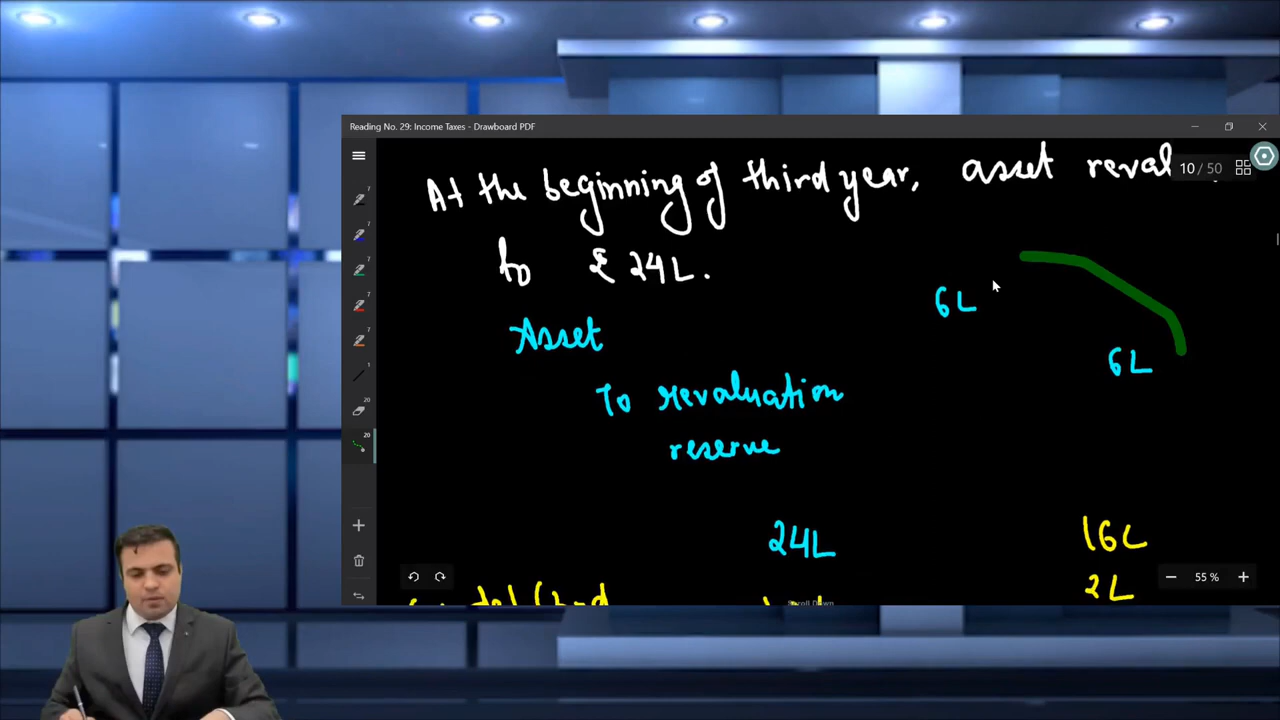 Reading No. 29: Income Taxes - Drawboard PDF
10 / 50
At the beginning of third year, asset reval
to ₤ 24L.
Asset 6L
To revaluation 6L
reserve
24L 16L
2L
55 %